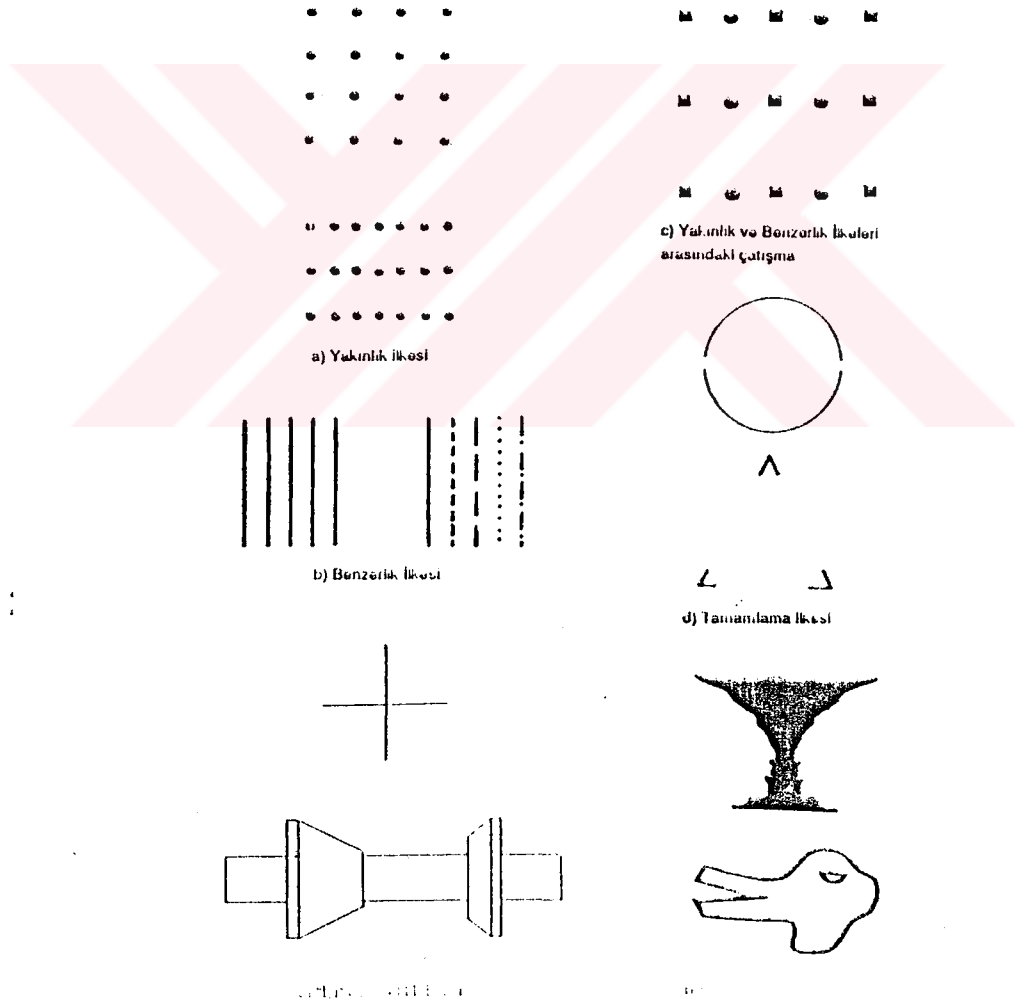 a) Yakınlık ilkesi
b) Benzerlik İlkesi
c) Yakınlık ve Benzerlik İlkeleri
arasındaki çatışma
d) Tamamlama İlkesi